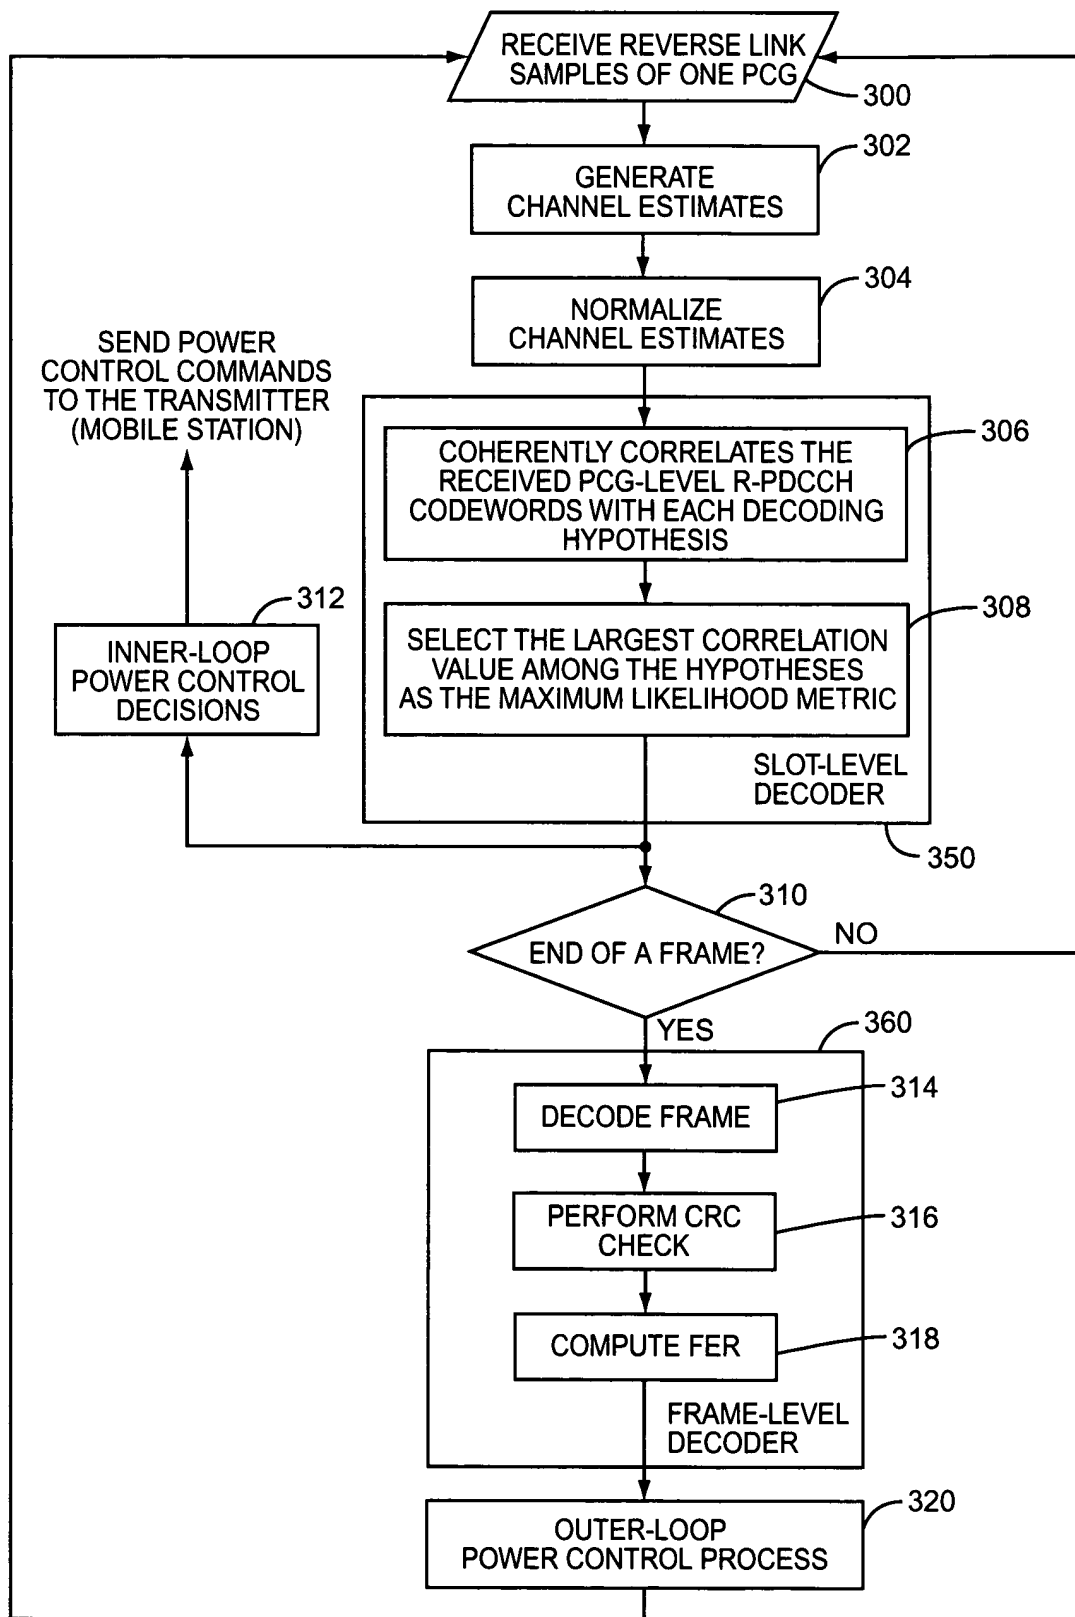 RECEIVE REVERSE LINK
SAMPLES OF ONE PCG
300
302
GENERATE
CHANNEL ESTIMATES
304
NORMALIZE
CHANNEL ESTIMATES
SEND POWER
CONTROL COMMANDS
TO THE TRANSMITTER
(MOBILE STATION)
306
COHERENTLY CORRELATES THE
RECEIVED PCG-LEVEL R-PDCCH
CODEWORDS WITH EACH DECODING
HYPOTHESIS
312
INNER-LOOP
POWER CONTROL
DECISIONS
308
SELECT THE LARGEST CORRELATION
VALUE AMONG THE HYPOTHESES
AS THE MAXIMUM LIKELIHOOD METRIC
SLOT-LEVEL
DECODER
350
310
END OF A FRAME?
NO
YES
360
314
DECODE FRAME
316
PERFORM CRC
CHECK
318
COMPUTE FER
FRAME-LEVEL
DECODER
320
OUTER-LOOP
POWER CONTROL PROCESS